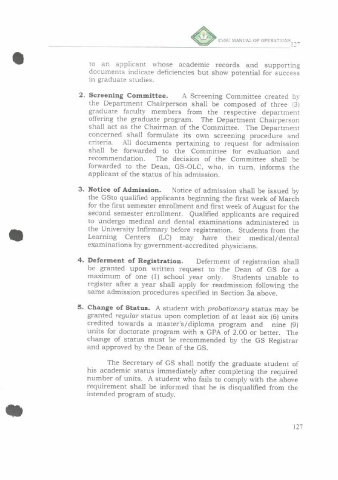 EVSU MANUAL OF OPERATIONS 127
to an applicant whose academic records and supporting
documents indicate deficiencies but show potential for success
in graduate studies.
2. Screening Committee. A Screening Committee created by
the Department Chairperson shall be composed of three (3)
graduate faculty members from the respective department
offering the graduate program. The Department Chairperson
shall act as the Chairman of the Committee. The Department
concerned shall formulate its own screening procedure and
criteria. All documents pertaining to request for admission
shall be forwarded to the Committee for evaluation and
recommendation. The decision of the Committee shall be
forwarded to the Dean, GS-OLC, who, in turn, informs the
applicant of the status of his admission.
3. Notice of Admission. Notice of admission shall be issued by
the GSto qualified applicants beginning the first week of March
for the first semester enrollment and first week of August for the
second semester enrollment. Qualified applicants are required
to undergo medical and dental examinations administered in
the University Infirmary before registration. Students from the
Learning Centers (LC) may have their medical/dental
examinations by government-accredited physicians.
4. Deferment of Registration. Deferment of registration shall
be granted upon written request to the Dean of GS for a
maximum of one (1) school year only. Students unable to
register after a year shall apply for readmission following the
same admission procedures specified in Section 3a above.
5. Change of Status. A student with probationary status may be
granted regular status upon completion of at least six (6) units
credited towards a master's/diploma program and nine (9)
units for doctorate program with a GPA of 2.00 or better. The
change of status must be recommended by the GS Registrar
and approved by the Dean of the GS.
The Secretary of GS shall notify the graduate student of
his academic status immediately after completing the required
number of units. A student who fails to comply with the above
requirement shall be informed that he is disqualified from the
intended program of study.
127